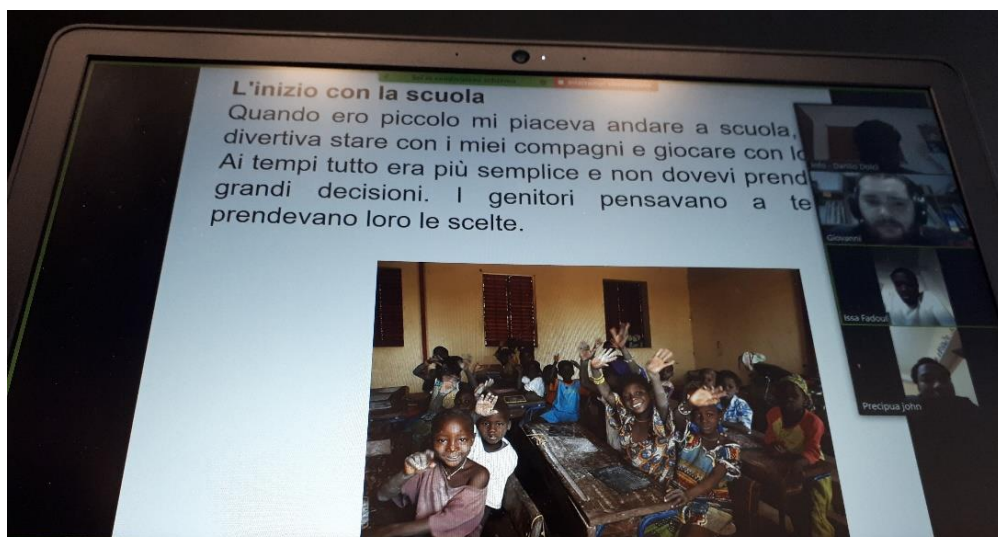 L'inizio con la scuola
Quando ero piccolo mi piaceva andare a scuola,
divertiva stare con i miei compagni e giocare con lo
Ai tempi tutto era più semplice e non dovevi prend
grandi decisioni. I genitori pensavano a te
prendevano loro le scelte.
Giovanni
Issa Fadoul
Precipua john